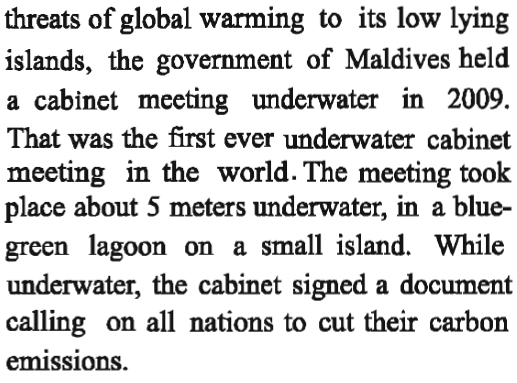 threats of global warming to its low lying
islands, the government of Maldives held
a cabinet meeting underwater in 2009.
That was the first ever underwater cabinet
meeting in the world. The meeting took
place about 5 meters underwater, in a blue-
green lagoon on a small island. While
underwater, the cabinet signed a document
calling on all nations to cut their carbon
emissions.